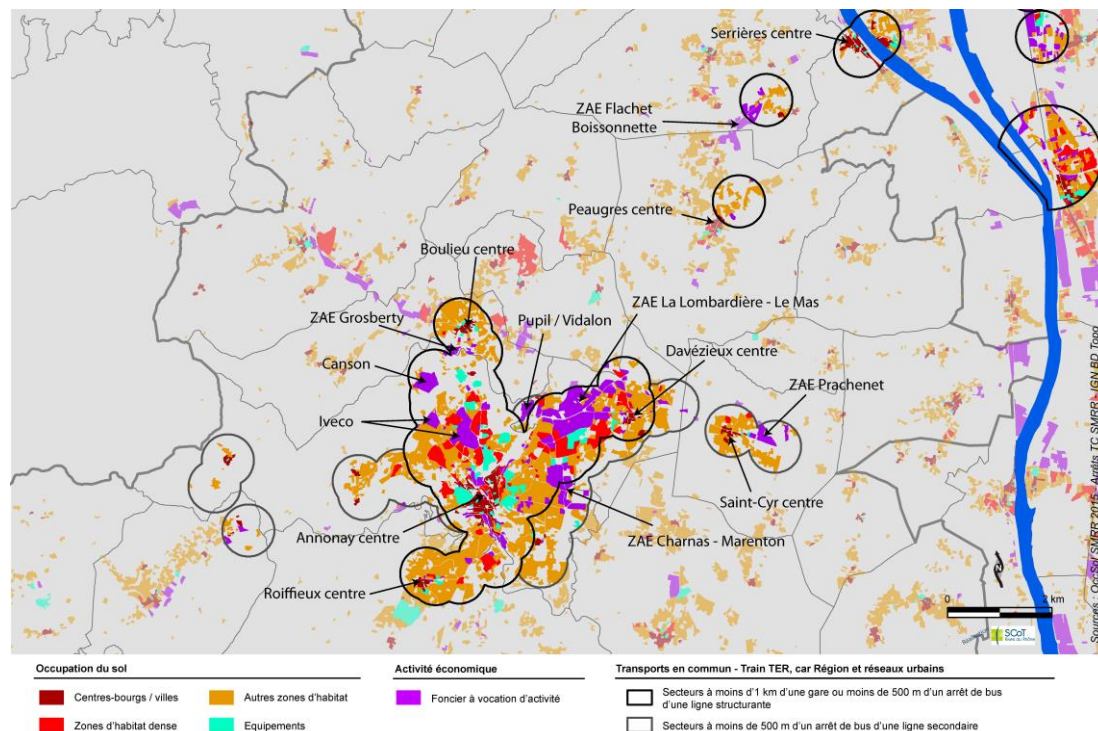 Serrières centre
ZAE Flachet
Boissonnette
Peaugres centre
Boulieu centre
ZAE La Lombardière - Le Mas
ZAE Grosberty
Pupil / Vidalon
Davézieux centre
Canson
ZAE Prachenet
Iveco
Saint-Cyr centre
Annonay centre
ZAE Charnas - Marenton
Roiffieux centre
0 2 km
SCoT
Sources : OccSol SMRR 2015 - Arrêts TC SMRR - IGN BD Topo
Occupation du sol
Centres-bourgs / villes
Zones d'habitat dense
Autres zones d'habitat
Equipements
Activité économique
Foncier à vocation d'activité
Transports en commun - Train TER, car Région et réseaux urbains
Secteurs à moins d'1 km d'une gare ou moins de 500 m d'un arrêt de bus
d'une ligne structurante
Secteurs à moins de 500 m d'un arrêt de bus d'une ligne secondaire